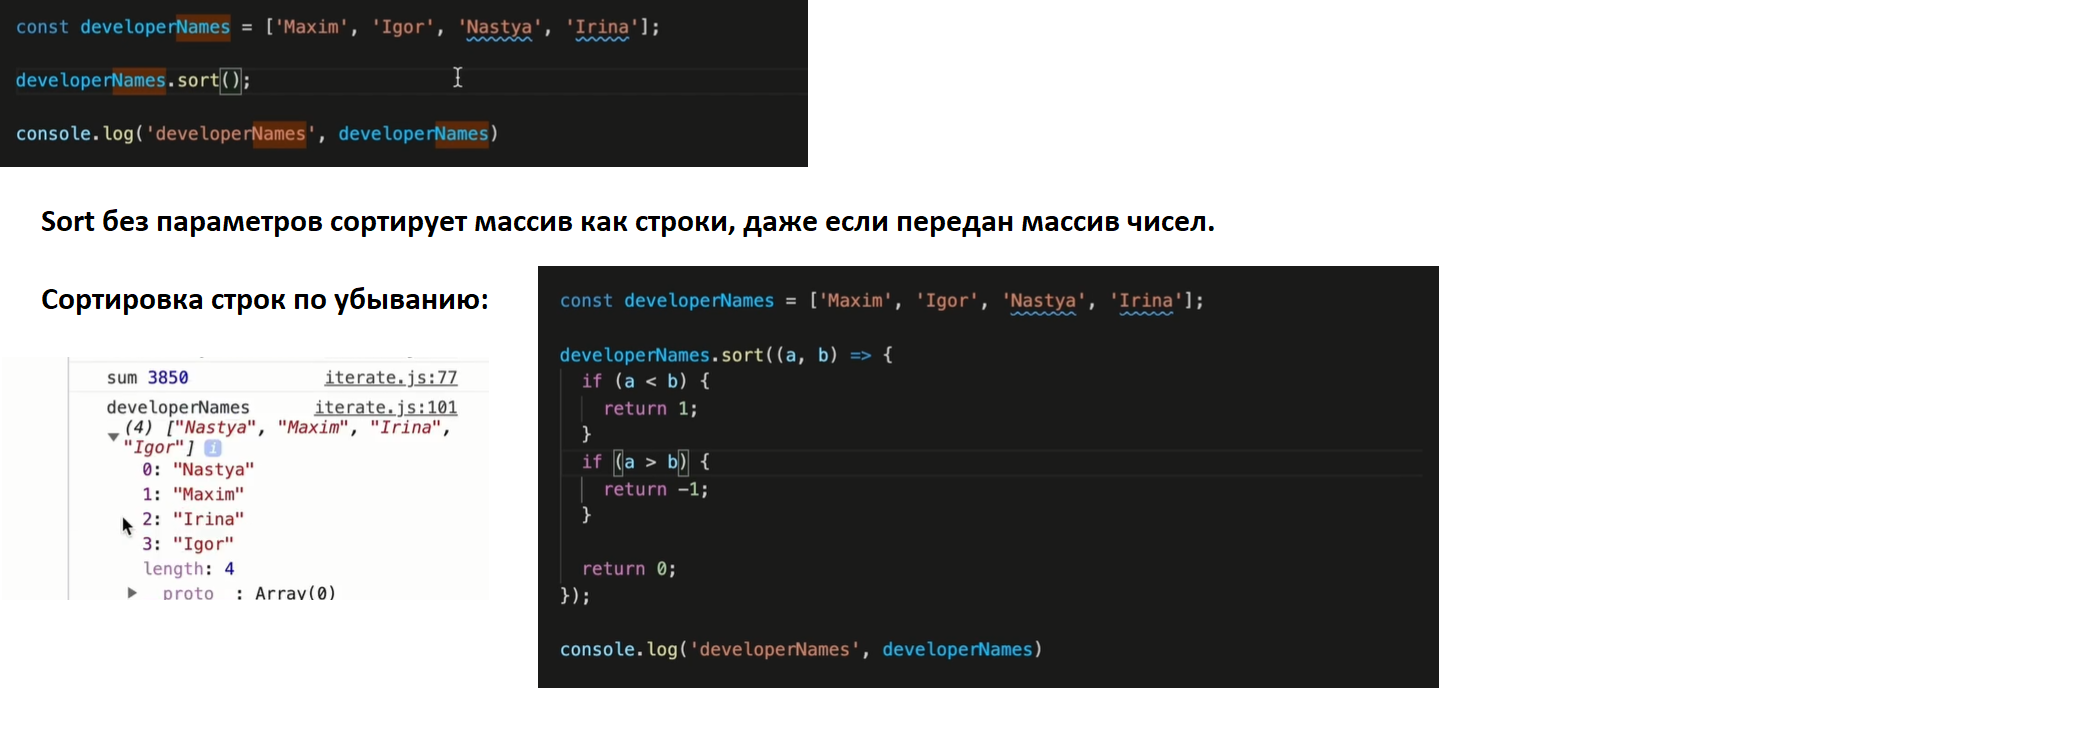 const developerNames = ['Maxim', 'Igor', 'Nastya', 'Irina'];
developerNames.sort();
console.log('developerNames', developerNames)
Sort без параметров сортирует массив как строки, даже если передан массив чисел.
Сортировка строк по убыванию:
sum 3850 iterate.js:77
developerNames iterate.js:101
(4) ["Nastya", "Maxim", "Irina",
"Igor"] i
0: "Nastya"
1: "Maxim"
2: "Irina"
3: "Igor"
length: 4
proto : Array(0)
const developerNames = ['Maxim', 'Igor', 'Nastya', 'Irina'];
developerNames.sort((a, b) => {
if (a < b) {
return 1;
}
if (a > b) {
return -1;
}
return 0;
});
console.log('developerNames', developerNames)